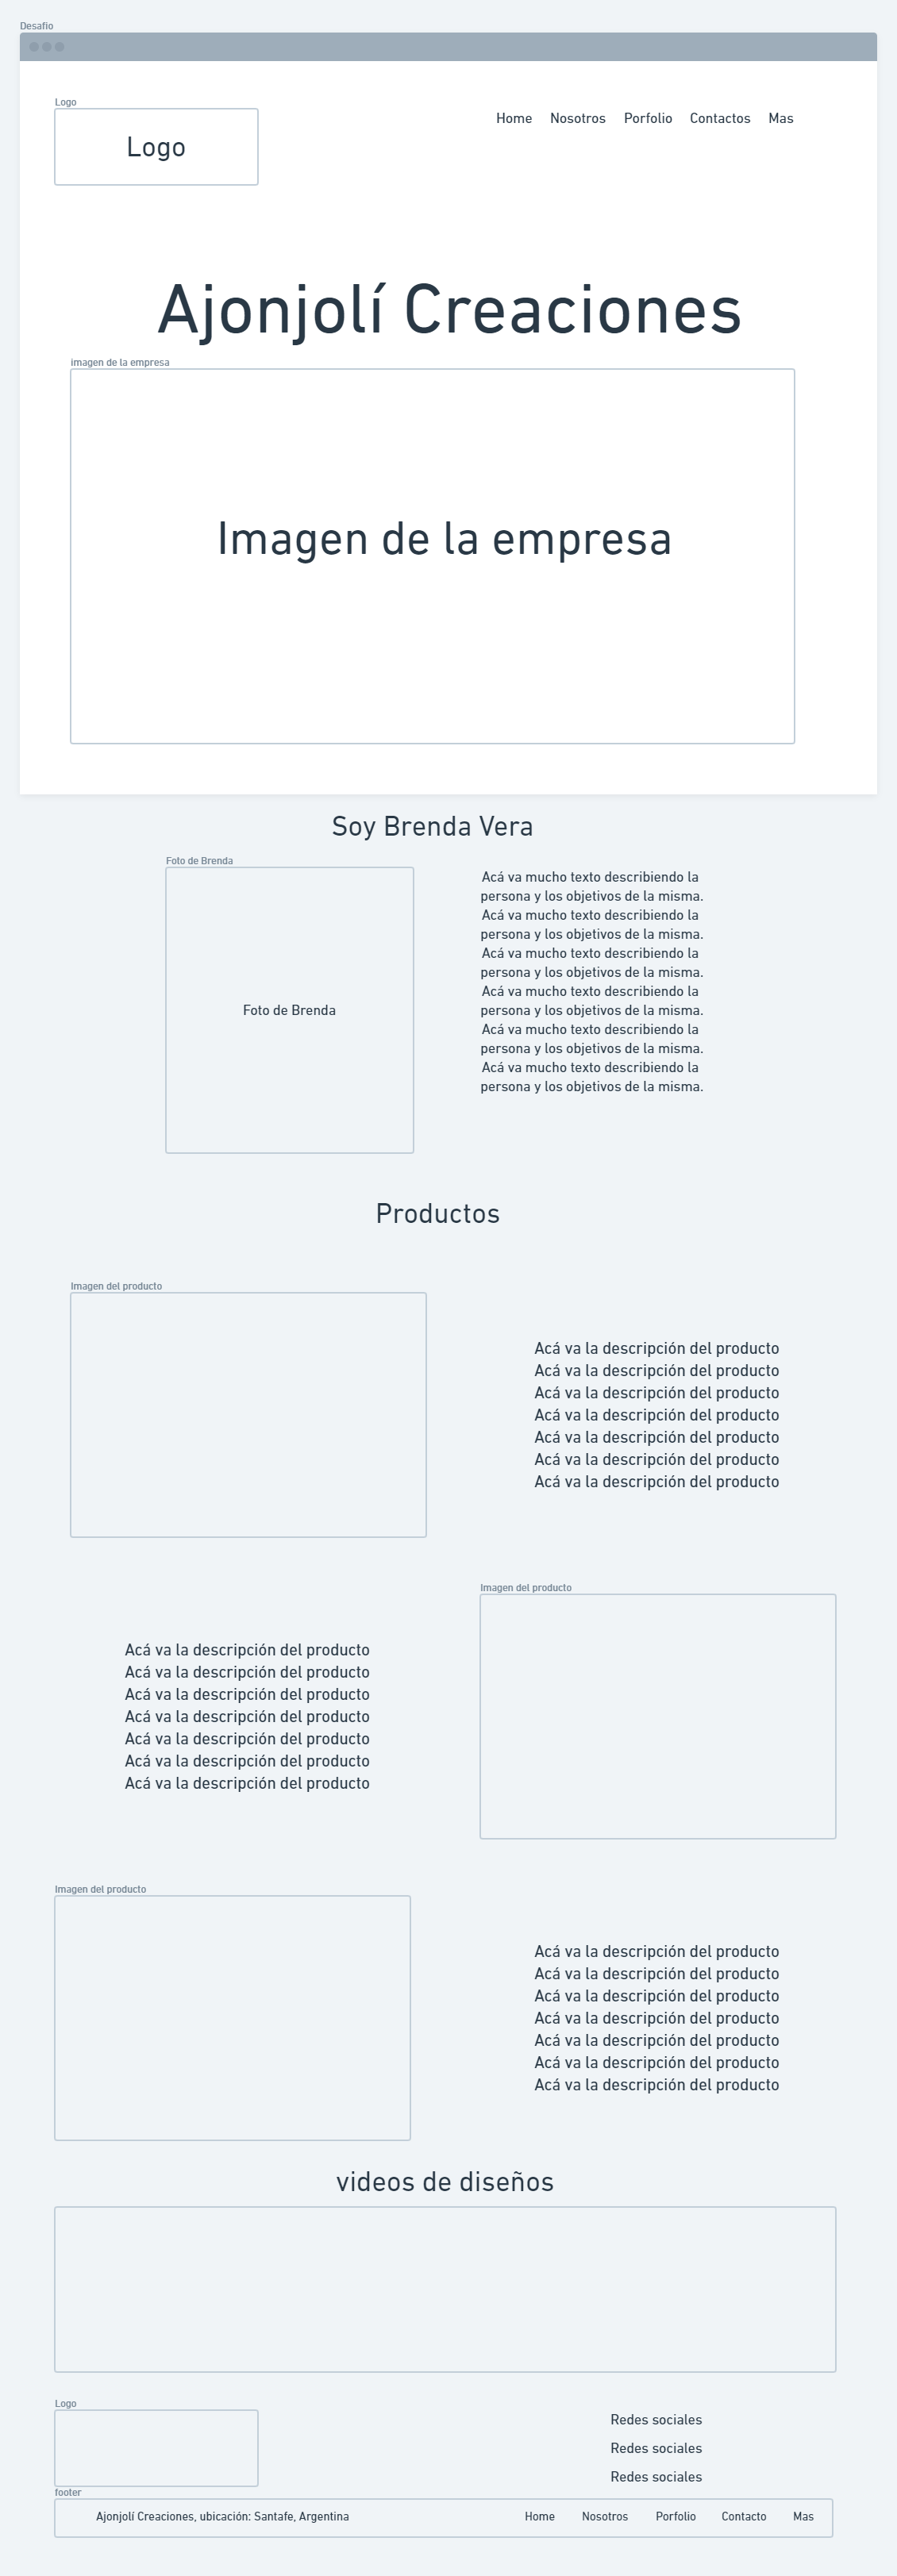 Desafio
Logo
Logo
Home Nosotros Porfolio Contactos Mas
Ajonjolí Creaciones
imagen de la empresa
Imagen de la empresa
Soy Brenda Vera
Foto de Brenda
Foto de Brenda
Acá va mucho texto describiendo la
persona y los objetivos de la misma.
Acá va mucho texto describiendo la
persona y los objetivos de la misma.
Acá va mucho texto describiendo la
persona y los objetivos de la misma.
Acá va mucho texto describiendo la
persona y los objetivos de la misma.
Acá va mucho texto describiendo la
persona y los objetivos de la misma.
Acá va mucho texto describiendo la
persona y los objetivos de la misma.
Productos
Imagen del producto
Acá va la descripción del producto
Acá va la descripción del producto
Acá va la descripción del producto
Acá va la descripción del producto
Acá va la descripción del producto
Acá va la descripción del producto
Acá va la descripción del producto
Imagen del producto
Acá va la descripción del producto
Acá va la descripción del producto
Acá va la descripción del producto
Acá va la descripción del producto
Acá va la descripción del producto
Acá va la descripción del producto
Acá va la descripción del producto
Imagen del producto
Acá va la descripción del producto
Acá va la descripción del producto
Acá va la descripción del producto
Acá va la descripción del producto
Acá va la descripción del producto
Acá va la descripción del producto
Acá va la descripción del producto
videos de diseños
Logo
Redes sociales
Redes sociales
Redes sociales
footer
Ajonjolí Creaciones, ubicación: Santafe, Argentina Home Nosotros Porfolio Contacto Mas